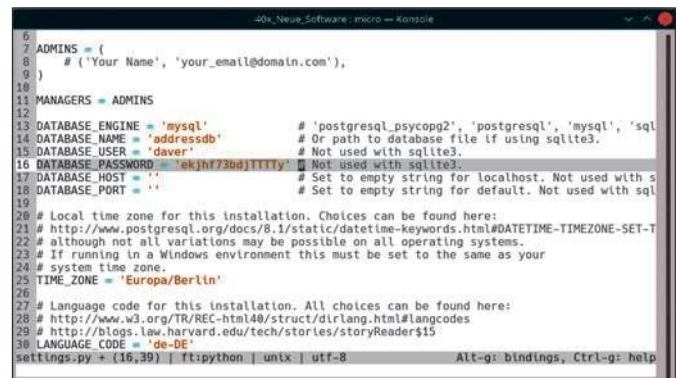 40x_Neue_Software : micro — Konsole
6
7 ADMINS = (
8     # ('Your Name', 'your_email@domain.com'),
9 )
10
11 MANAGERS = ADMINS
12
13 DATABASE_ENGINE = 'mysql' # 'postgresql_psycopg2', 'postgresql', 'mysql', 'sql
14 DATABASE_NAME = 'addressdb' # Or path to database file if using sqlite3.
15 DATABASE_USER = 'daver' # Not used with sqlite3.
16 DATABASE_PASSWORD = 'ekjhf73bdjTTTTy' # Not used with sqlite3.
17 DATABASE_HOST = '' # Set to empty string for localhost. Not used with s
18 DATABASE_PORT = '' # Set to empty string for default. Not used with sql
19
20 # Local time zone for this installation. Choices can be found here:
21 # http://www.postgresql.org/docs/8.1/static/datetime-keywords.html#DATETIME-TIMEZONE-SET-T
22 # although not all variations may be possible on all operating systems.
23 # If running in a Windows environment this must be set to the same as your
24 # system time zone.
25 TIME_ZONE = 'Europa/Berlin'
26
27 # Language code for this installation. All choices can be found here:
28 # http://www.w3.org/TR/REC-html40/struct/dirlang.html#langcodes
29 # http://blogs.law.harvard.edu/tech/stories/storyReader$15
30 LANGUAGE_CODE = 'de-DE'
settings.py + (16,39) | ft:python | unix | utf-8 Alt-g: bindings, Ctrl-g: help